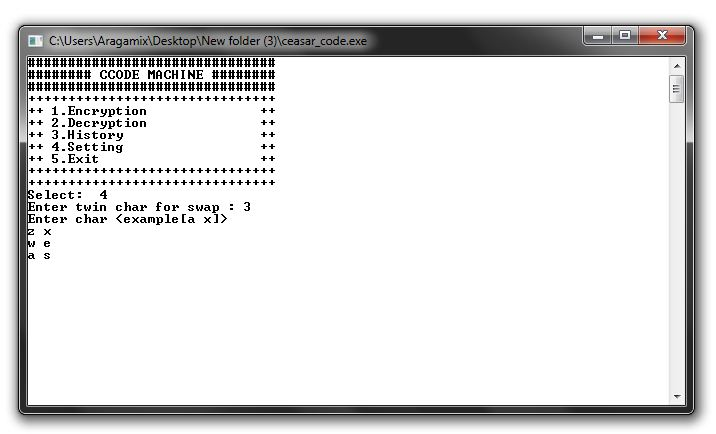 C:\Users\Aragamix\Desktop\New folder (3)\ceasar_code.exe
###############################
######## CCODE MACHINE ########
###############################
+++++++++++++++++++++++++++++++
++ 1.Encryption              ++
++ 2.Decryption              ++
++ 3.History                 ++
++ 4.Setting                 ++
++ 5.Exit                    ++
+++++++++++++++++++++++++++++++
+++++++++++++++++++++++++++++++
Select:  4
Enter twin char for swap : 3
Enter char <example[a x]>
z x
w e
a s